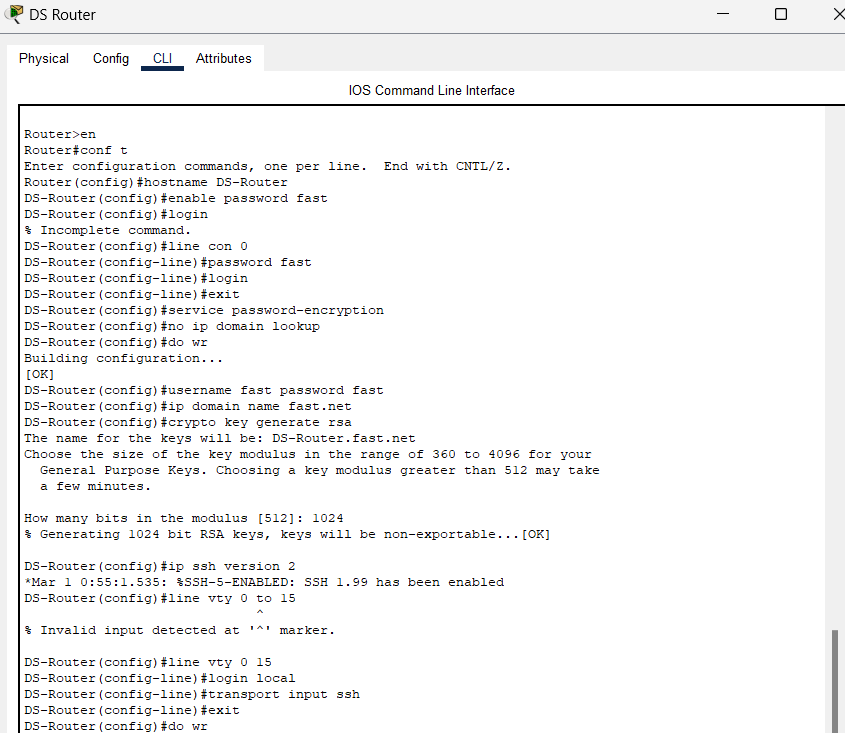 DS Router
Physical Config CLI Attributes
IOS Command Line Interface
Router>en
Router#conf t
Enter configuration commands, one per line.  End with CNTL/Z.
Router(config)#hostname DS-Router
DS-Router(config)#enable password fast
DS-Router(config)#login
% Incomplete command.
DS-Router(config)#line con 0
DS-Router(config-line)#password fast
DS-Router(config-line)#login
DS-Router(config-line)#exit
DS-Router(config)#service password-encryption
DS-Router(config)#no ip domain lookup
DS-Router(config)#do wr
Building configuration...
[OK]
DS-Router(config)#username fast password fast
DS-Router(config)#ip domain name fast.net
DS-Router(config)#crypto key generate rsa
The name for the keys will be: DS-Router.fast.net
Choose the size of the key modulus in the range of 360 to 4096 for your
  General Purpose Keys. Choosing a key modulus greater than 512 may take
  a few minutes.
How many bits in the modulus [512]: 1024
% Generating 1024 bit RSA keys, keys will be non-exportable...[OK]
DS-Router(config)#ip ssh version 2
*Mar 1 0:55:1.535: %SSH-5-ENABLED: SSH 1.99 has been enabled
DS-Router(config)#line vty 0 to 15
^
% Invalid input detected at '^' marker.
DS-Router(config)#line vty 0 15
DS-Router(config-line)#login local
DS-Router(config-line)#transport input ssh
DS-Router(config-line)#exit
DS-Router(config)#do wr